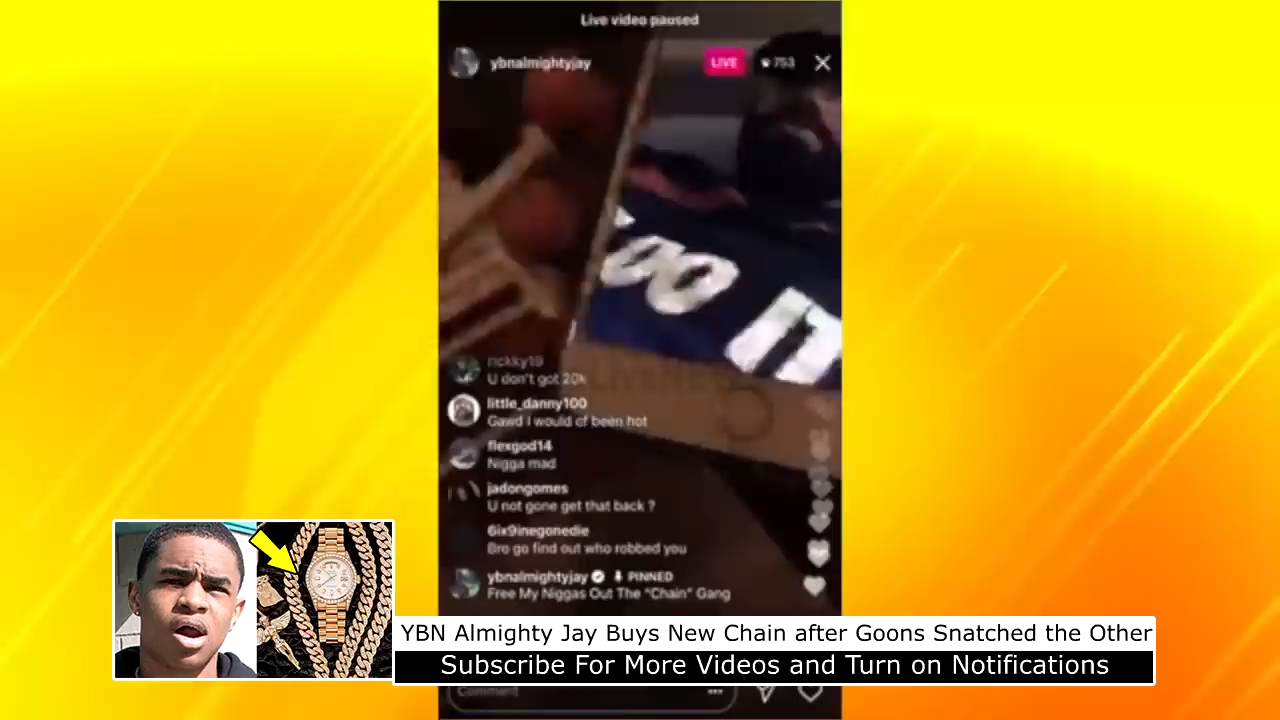 Live video paused
ybnalmightyjay
LIVE
753
rickky19
U don't got 20k
little_danny100
Gawd I would of been hot
flexgod14
Nigga mad
jadongomes
U not gone get that back ?
6ix9inegonedie
Bro go find out who robbed you
ybnalmightyjay PINNED
Free My Niggas Out The “Chain” Gang
YBN Almighty Jay Buys New Chain after Goons Snatched the Other
Subscribe For More Videos and Turn on Notifications
Comment